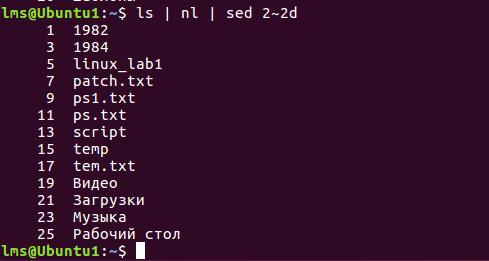 lms@Ubuntu1:~$ ls | nl | sed 2~2d
1 1982
3 1984
5 linux_lab1
7 patch.txt
9 ps1.txt
11 ps.txt
13 script
15 temp
17 tem.txt
19 Видео
21 Загрузки
23 Музыка
25 Рабочий стол
lms@Ubuntu1:~$